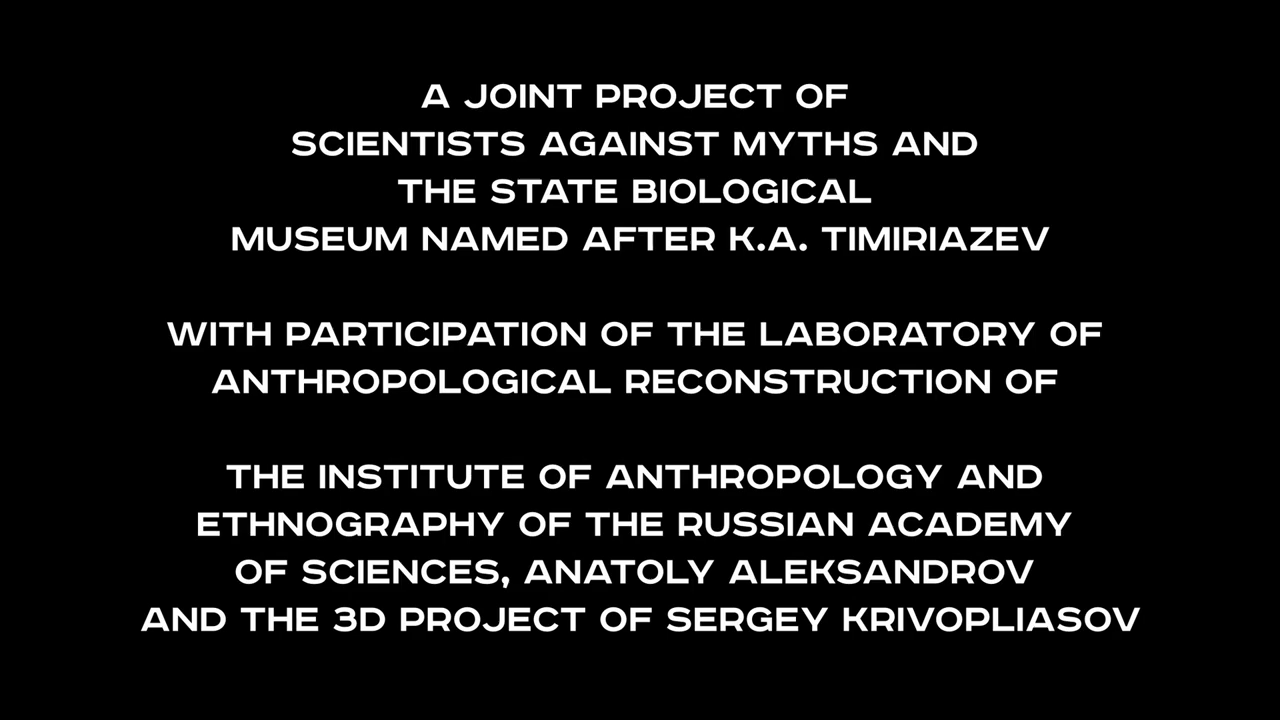 A JOINT PROJECT OF
SCIENTISTS AGAINST MYTHS AND
THE STATE BIOLOGICAL
MUSEUM NAMED AFTER K.A. TIMIRIAZEV
WITH PARTICIPATION OF THE LABORATORY OF
ANTHROPOLOGICAL RECONSTRUCTION OF
THE INSTITUTE OF ANTHROPOLOGY AND
ETHNOGRAPHY OF THE RUSSIAN ACADEMY
OF SCIENCES, ANATOLY ALEKSANDROV
AND THE 3D PROJECT OF SERGEY KRIVOPLIASOV